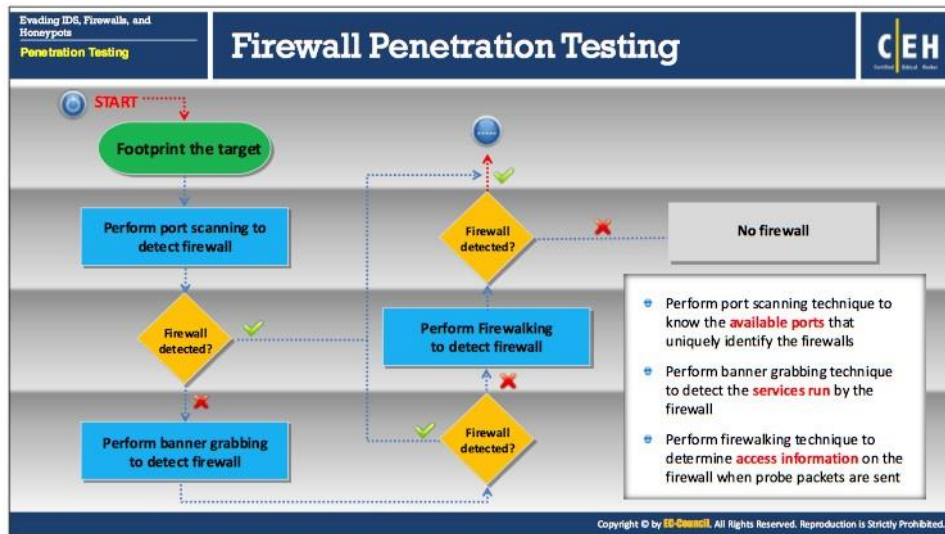 Evading IDS, Firewalls, and
Honeypots
Penetration Testing
Firewall Penetration Testing
CEH
Certified Ethical Hacker
START
Footprint the target
Perform port scanning to
detect firewall
Firewall
detected?
Perform banner grabbing
to detect firewall
Firewall
detected?
Perform Firewalking
to detect firewall
Firewall
detected?
No firewall
Perform port scanning technique to
know the available ports that
uniquely identify the firewalls
Perform banner grabbing technique
to detect the services run by the
firewall
Perform firewalking technique to
determine access information on the
firewall when probe packets are sent
Copyright © by EC-Council. All Rights Reserved. Reproduction is Strictly Prohibited.